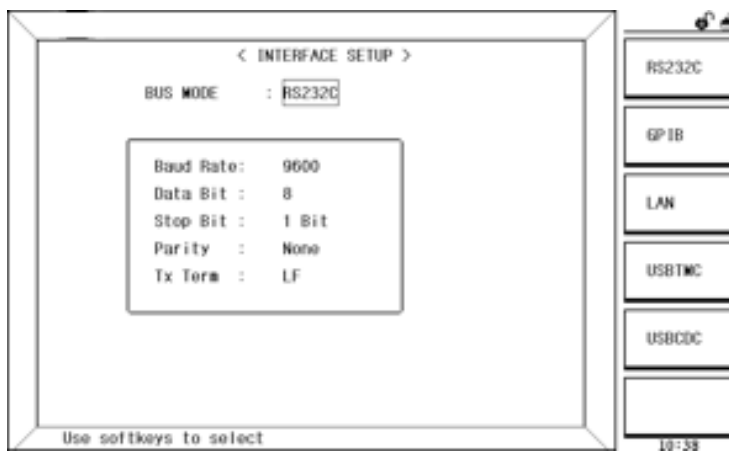 < INTERFACE SETUP >
BUS MODE : RS232C
Baud Rate: 9600
Data Bit : 8
Stop Bit : 1 Bit
Parity : None
Tx Term : LF
Use softkeys to select
RS232C
GPIB
LAN
USBTMC
USBCDC
10:38